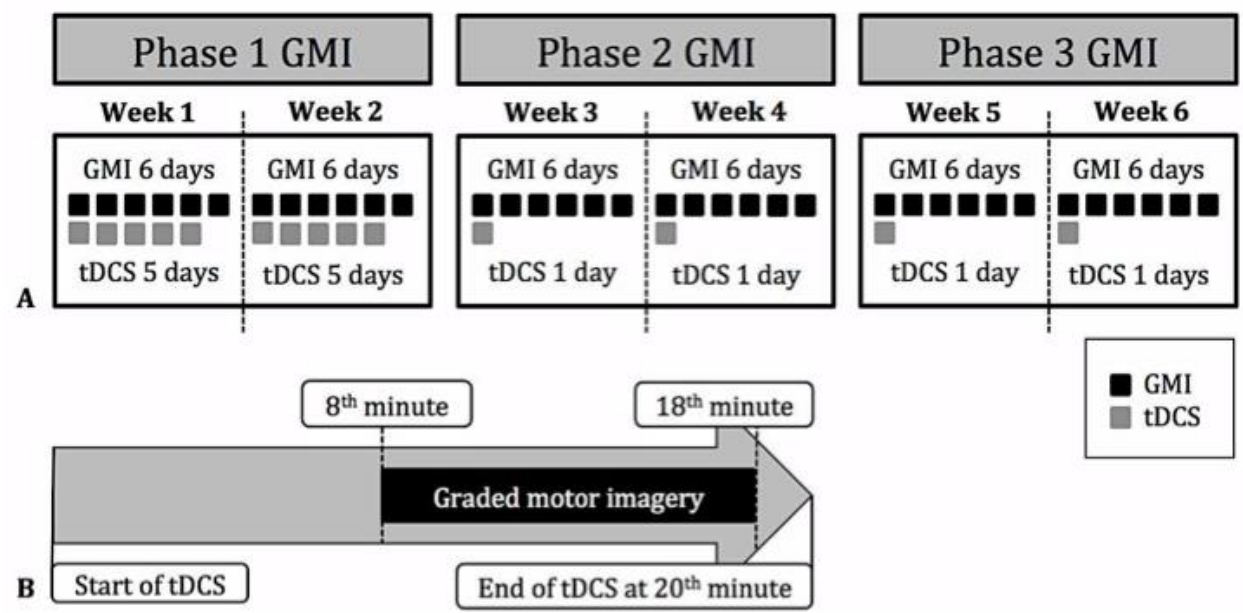 Phase 1 GMI Phase 2 GMI Phase 3 GMI
Week 1 Week 2 Week 3 Week 4 Week 5 Week 6
GMI 6 days GMI 6 days GMI 6 days GMI 6 days GMI 6 days GMI 6 days
tDCS 5 days tDCS 5 days tDCS 1 day tDCS 1 day tDCS 1 day tDCS 1 days
A
GMI
tDCS
8th minute 18th minute
Graded motor imagery
B
Start of tDCS End of tDCS at 20th minute